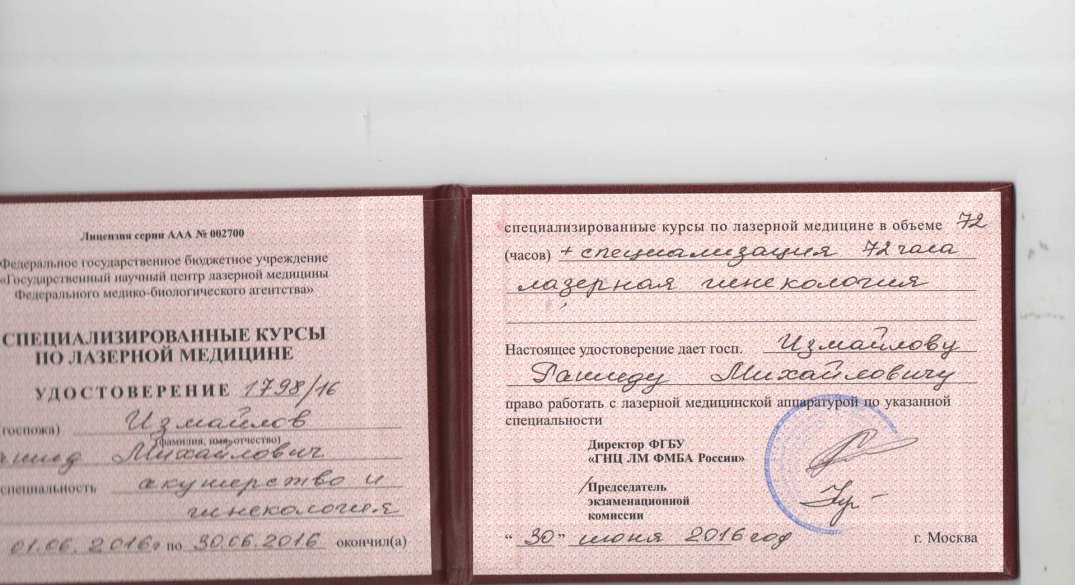 Лицензия серии ААА № 002700
Федеральное государственное бюджетное учреждение
«Государственный научный центр лазерной медицины
Федерального медико-биологического агентства»
СПЕЦИАЛИЗИРОВАННЫЕ КУРСЫ
ПО ЛАЗЕРНОЙ МЕДИЦИНЕ
УДОСТОВЕРЕНИЕ 1798/16
госпожа) Измайлов
(фамилия, имя, отчество)
Михайлович
специальность акушерство и
гинекология
01.06.2016г по 30.06.2016 окончил(а)
специализированные курсы по лазерной медицине в объеме 72
(часов) + специализация 72 часа
лазерная гинекология
Настоящее удостоверение дает госп. Измайлову
Рашиду Михайловичу
право работать с лазерной медицинской аппаратурой по указанной
специальности
Директор ФГБУ
«ГНЦ ЛМ ФМБА России»
Председатель
экзаменационной
комиссии
“ 30 ” июня 2016 год г. Москва